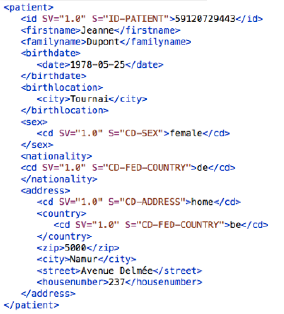 <patient>
<id SV="1.0" S="ID-PATIENT">59120729443</id>
<firstname>Jeanne</firstname>
<familyname>Dupont</familyname>
<birthdate>
<date>1978-05-25</date>
</birthdate>
<birthlocation>
<city>Tournai</city>
</birthlocation>
<sex>
<cd SV="1.0" S="CD-SEX">female</cd>
</sex>
<nationality>
<cd SV="1.0" S="CD-FED-COUNTRY">de</cd>
</nationality>
<address>
<cd SV="1.0" S="CD-ADDRESS">home</cd>
<country>
<cd SV="1.0" S="CD-FED-COUNTRY">be</cd>
</country>
<zip>5000</zip>
<city>Namur</city>
<street>Avenue Delmée</street>
<housenumber>237</housenumber>
</address>
</patient>